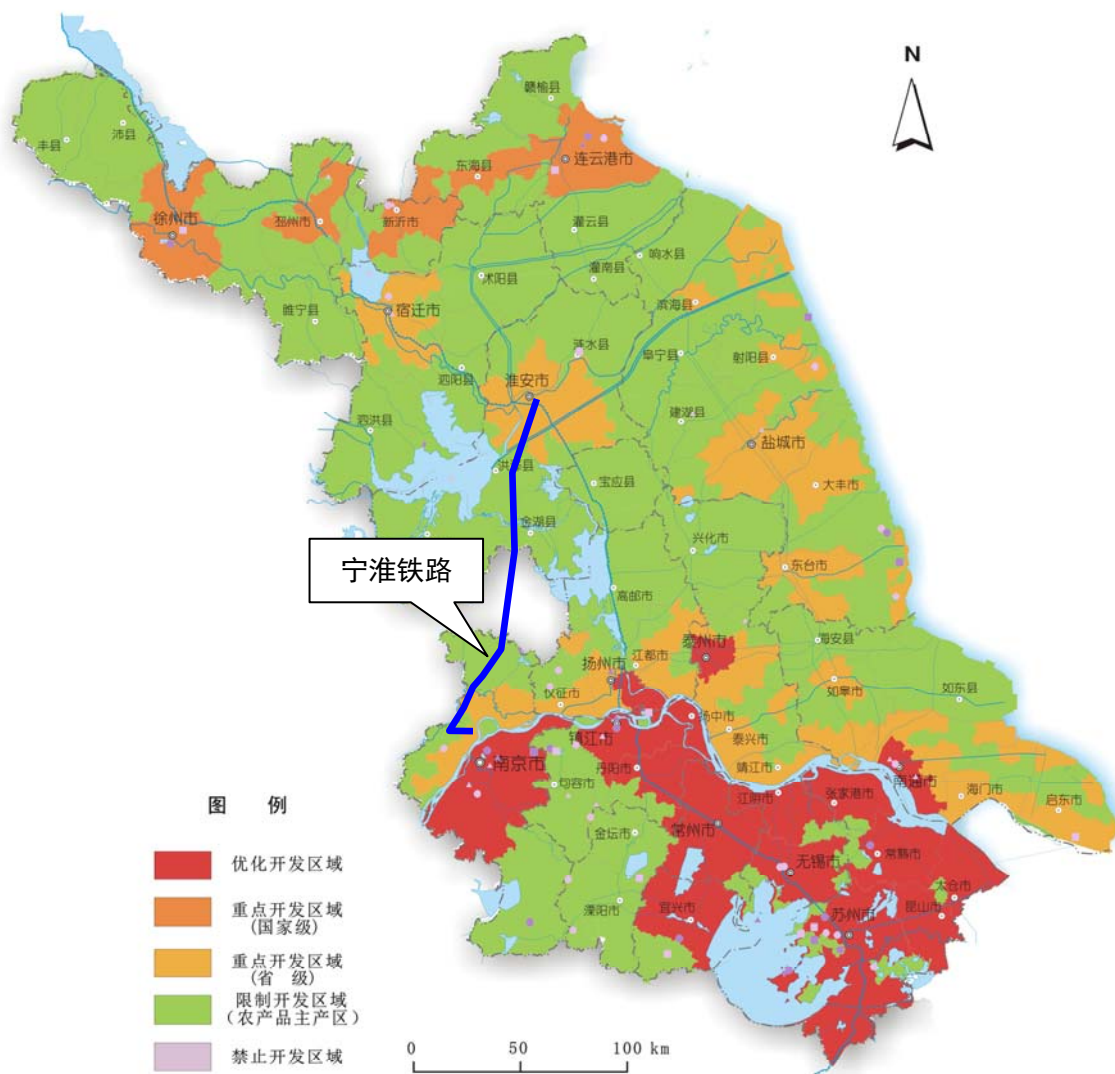 N
赣榆县
沛县
丰县
连云港市
东海县
徐州市
邳州市
新沂市
灌云县
响水县
沭阳县
灌南县
睢宁县
宿迁市
滨海县
涟水县
阜宁县
射阳县
泗阳县
淮安市
建湖县
泗洪县
盐城市
洪泽县
宝应县
大丰市
金湖县
兴化市
宁淮铁路
东台市
高邮市
海安县
泰州市
扬州市
江都市
仪征市
如皋市
如东县
扬中市
镇江市
泰兴市
南京市
丹阳市
靖江市
南通市
句容市
江阴市
张家港市
海门市
启东市
图 例
金坛市
常州市
优化开发区域
无锡市
常熟市
太仓市
重点开发区域
(国家级)
溧阳市
宜兴市
昆山市
苏州市
重点开发区域
(省 级)
限制开发区域
(农产品主产区)
禁止开发区域
0 50 100 km